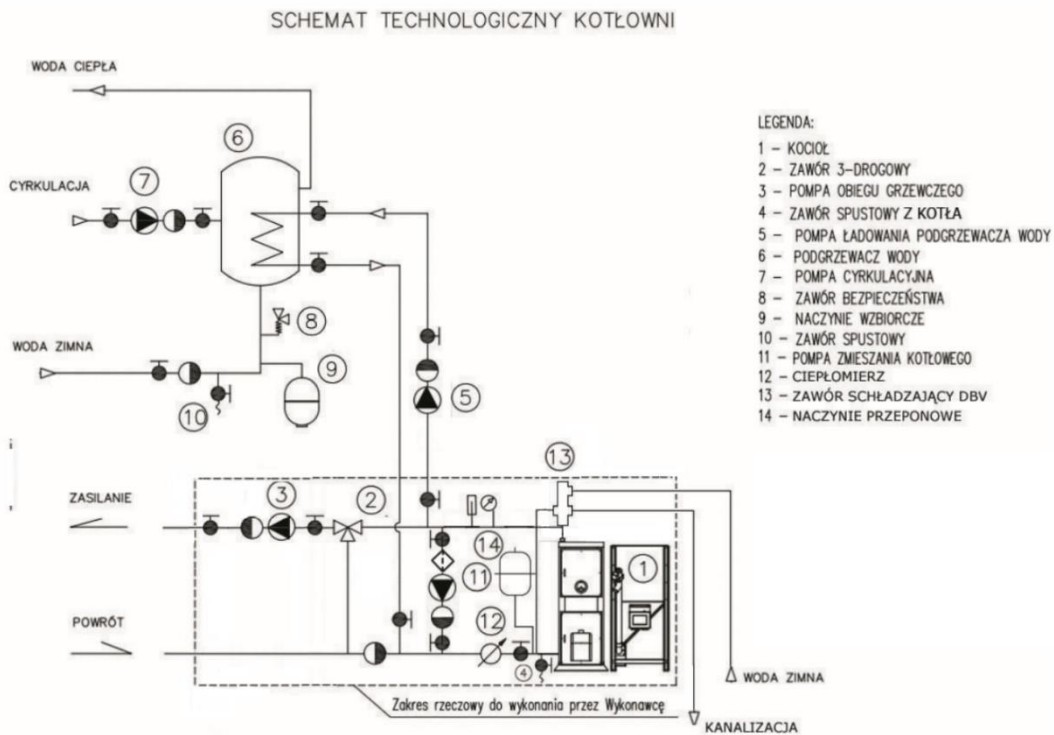 SCHEMAT TECHNOLOGICZNY KOTŁOWNI
WODA CIEPŁA
6
CYRKULACJA
7
8
WODA ZIMNA
9
10
5
LEGENDA:
1 – KOCIOŁ
2 – ZAWÓR 3–DROGOWY
3 – POMPA OBIEGU GRZEWCZEGO
4 – ZAWÓR SPUSTOWY Z KOTŁA
5 – POMPA ŁADOWANIA PODGRZEWACZA WODY
6 – PODGRZEWACZ WODY
7 – POMPA CYRKULACYJNA
8 – ZAWÓR BEZPIECZEŃSTWA
9 – NACZYNIE WZBIORCZE
10 – ZAWÓR SPUSTOWY
11 – POMPA ZMIESZANIA KOTŁOWEGO
12 – CIEPŁOMIERZ
13 – ZAWÓR SCHŁADZAJĄCY DBV
14 – NACZYNIE PRZEPONOWE
13
ZASILANIE
3
2
14
11
1
POWRÓT
12
4
WODA ZIMNA
Zakres rzeczowy do wykonania przez Wykonawcę
KANALIZACJA